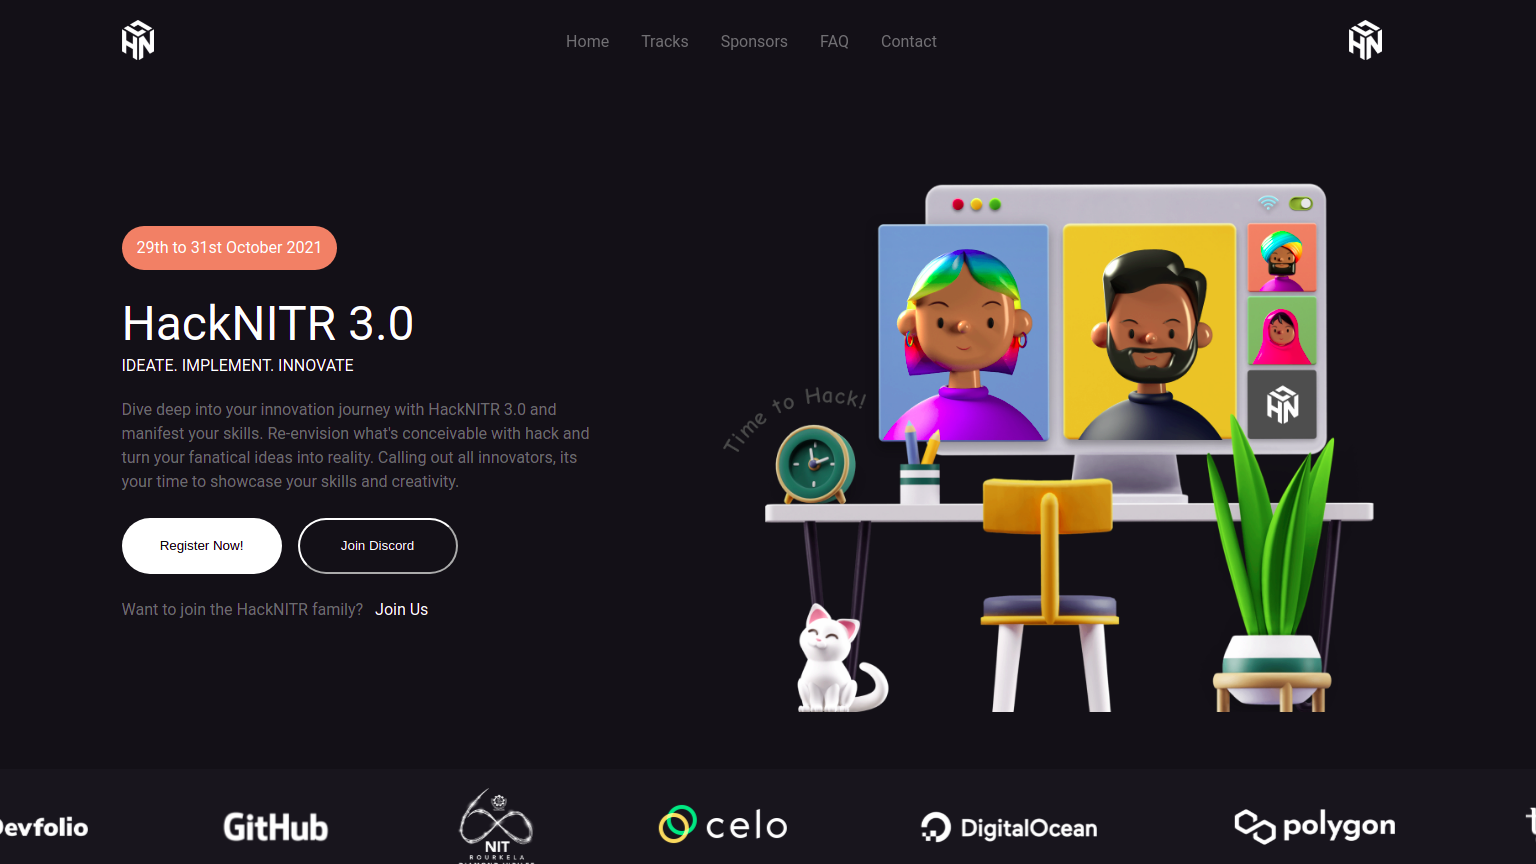 HN
Home Tracks Sponsors FAQ Contact
HN
29th to 31st October 2021
HackNITR 3.0
IDEATE. IMPLEMENT. INNOVATE
Dive deep into your innovation journey with HackNITR 3.0 and
manifest your skills. Re-envision what's conceivable with hack and
turn your fanatical ideas into reality. Calling out all innovators, its
your time to showcase your skills and creativity.
Register Now! Join Discord
Want to join the HackNITR family? Join Us
Time to Hack!
HN
Devfolio
GitHub
NIT
ROURKELA
celo
DigitalOcean
polygon